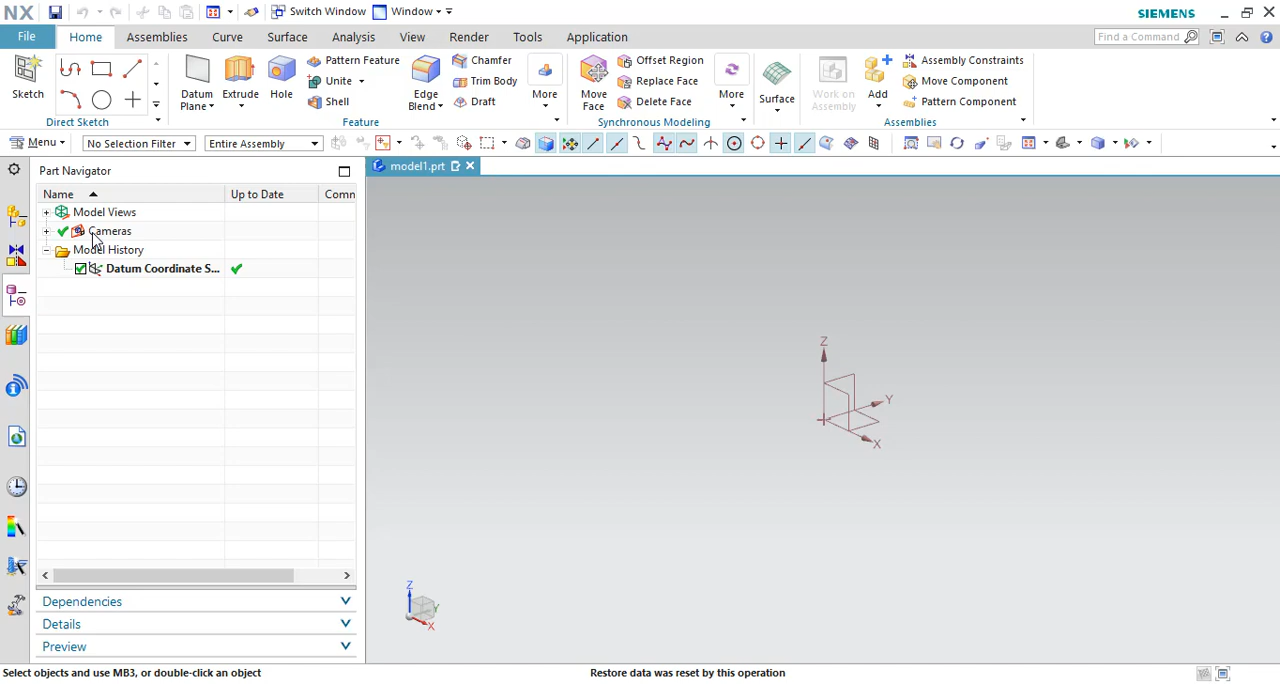 NX Switch Window Window SIEMENS
File Home Assemblies Curve Surface Analysis View Render Tools Application Find a Command
Sketch
Direct Sketch
Datum Plane
Extrude
Hole
Pattern Feature
Unite
Shell
Edge Blend
Chamfer
Trim Body
Draft
More
Feature
Move Face
Offset Region
Replace Face
Delete Face
More
Synchronous Modeling
Surface
Work on Assembly
Add
Assembly Constraints
Move Component
Pattern Component
Assemblies
Menu No Selection Filter Entire Assembly
Part Navigator
model1.prt
Name Up to Date Comn
Model Views
Cameras
Model History
Datum Coordinate S...
Z
Y
X
Z
Y
X
Dependencies
Details
Preview
Select objects and use MB3, or double-click an object Restore data was reset by this operation